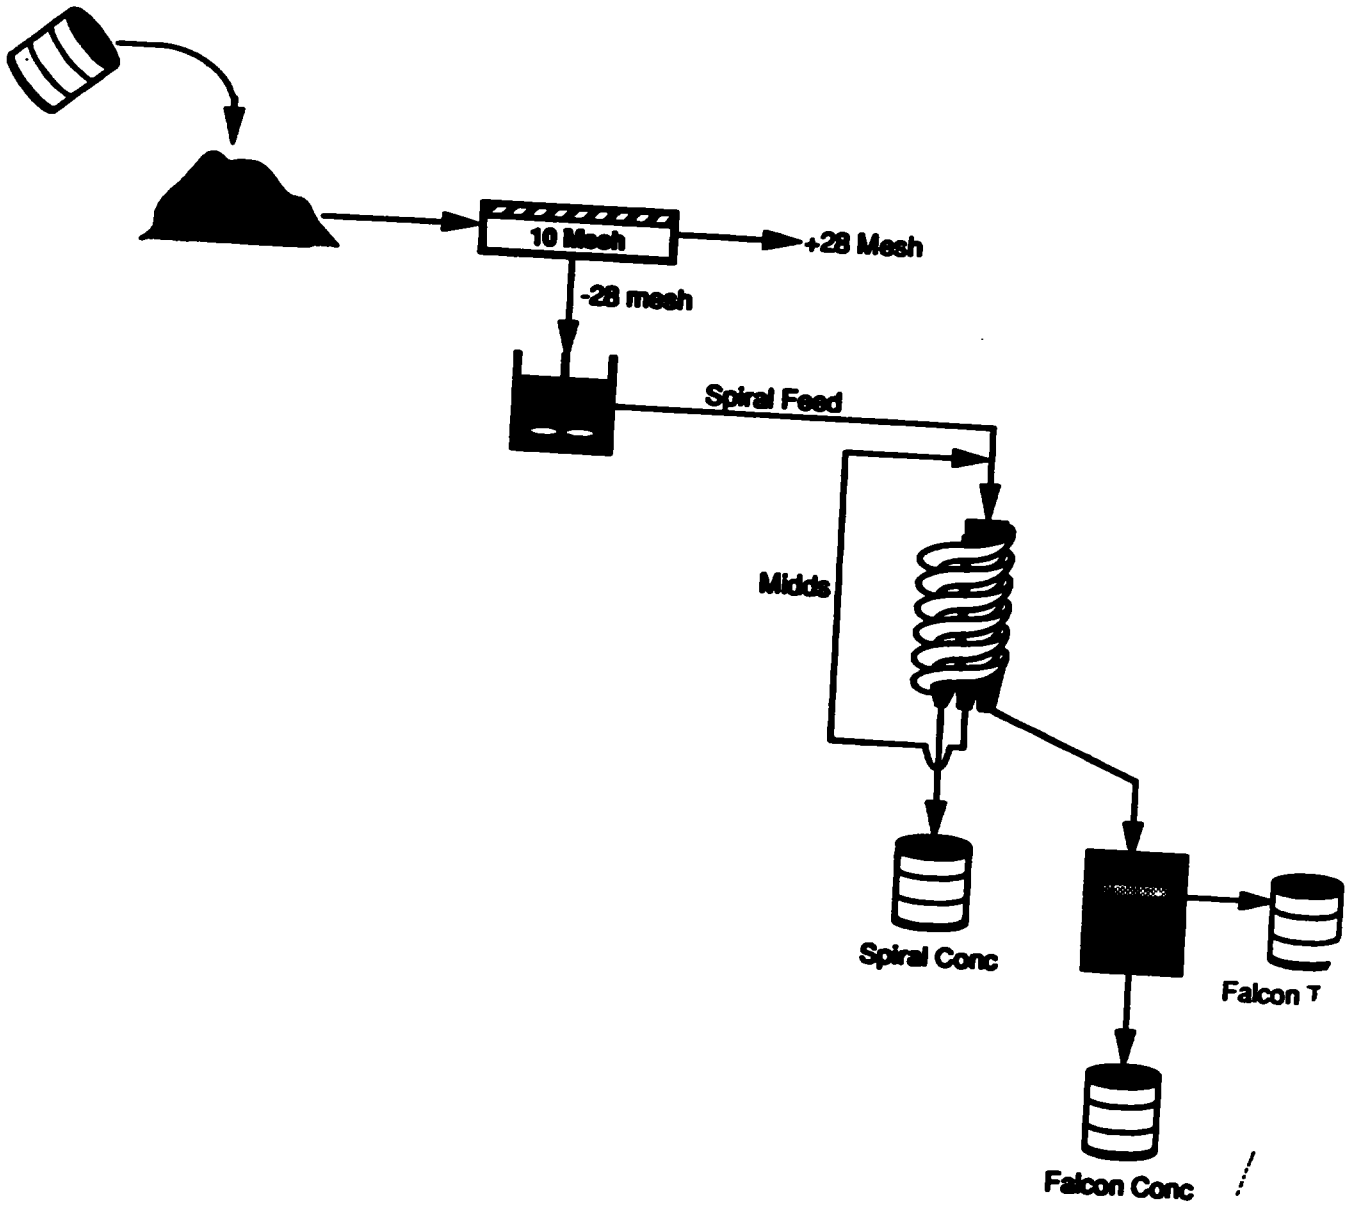 10 Mesh
+28 Mesh
-28 mesh
Spiral Feed
Midds
Spiral Conc
Falcon T
Falcon Conc